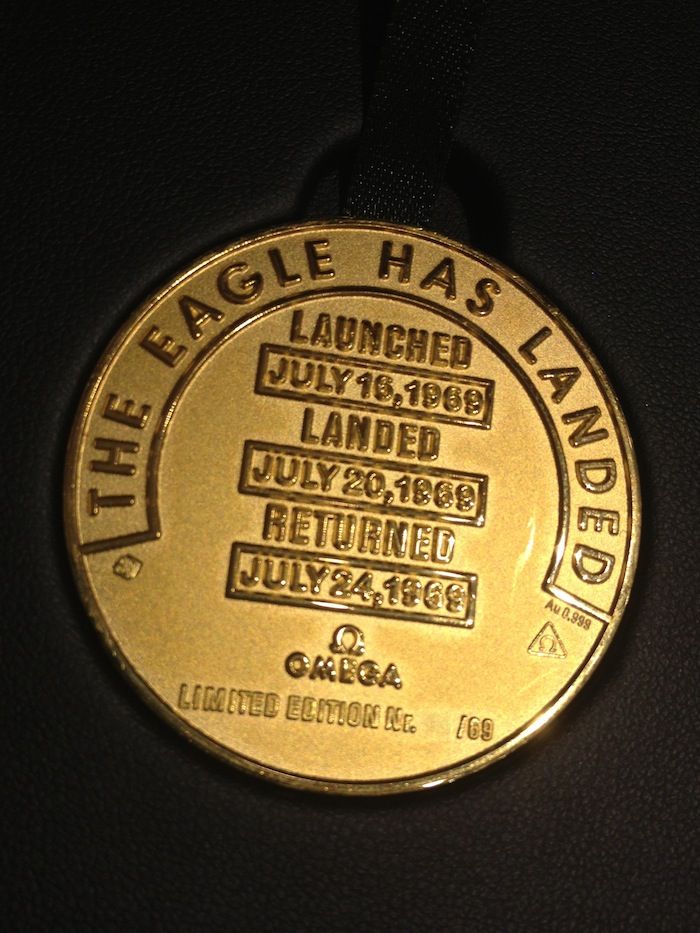 THE EAGLE HAS LANDED
LAUNCHED
JULY 16,1969
LANDED
JULY 20,1969
RETURNED
JULY 24,1969
Au 0.999
Ω
Ω
OMEGA
LIMITED EDITION Nr. /69